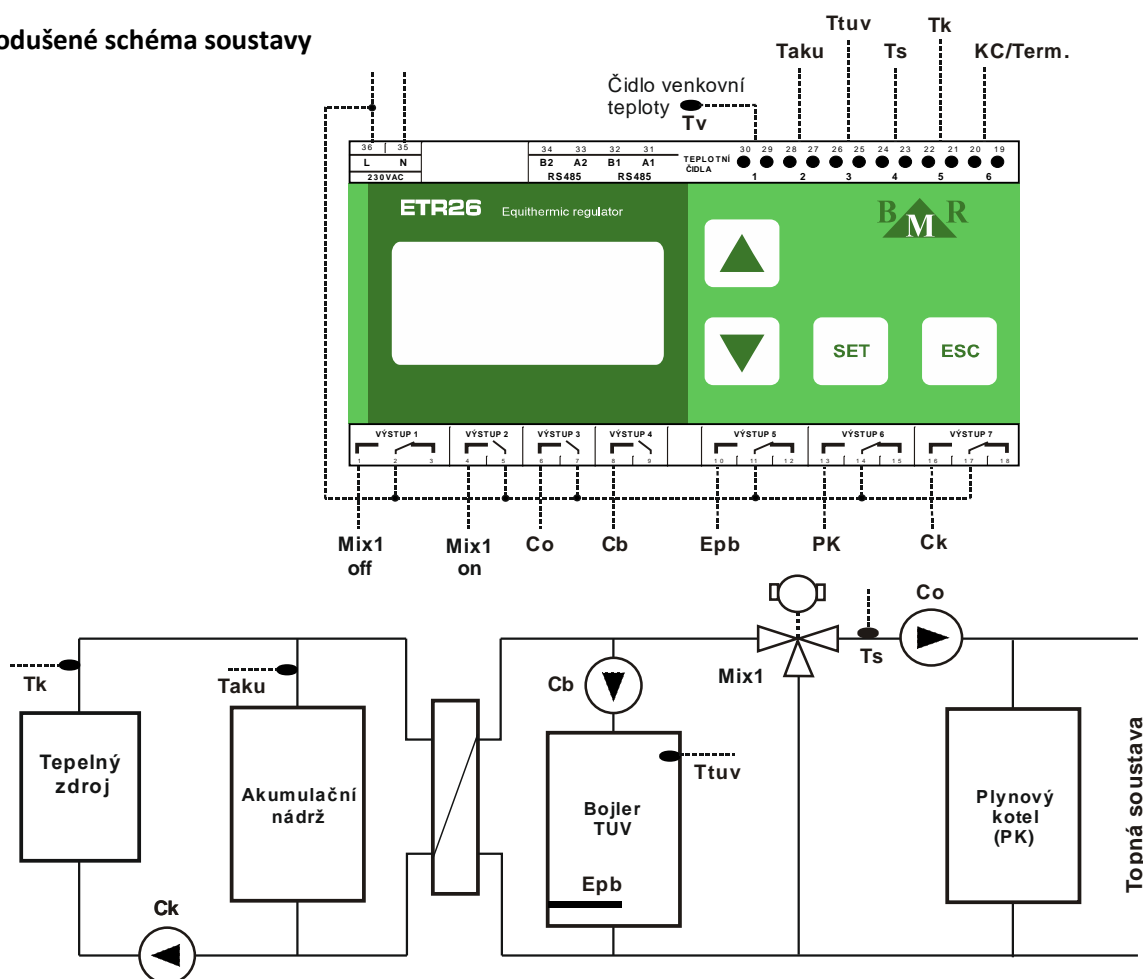 odušené schéma soustavy
Ttuv
Tk
Taku
Ts
KC/Term.
Čidlo venkovní
teploty
Tv
36 35
L N
230VAC
34 33 32 31
B2 A2 B1 A1
RS485 RS485
TEPLOTNÍ
ČIDLA
30 29 28 27 26 25 24 23 22 21 20 19
1 2 3 4 5 6
ETR26 Equithermic regulator
B M R
SET
ESC
VÝSTUP 1 VÝSTUP 2 VÝSTUP 3 VÝSTUP 4 VÝSTUP 5 VÝSTUP 6 VÝSTUP 7
1 2 3 4 5 6 7 8 9 10 11 12 13 14 15 16 17 18
Mix1
off
Mix1
on
Co
Cb
Epb
PK
Ck
Co
Ts
Mix1
Tk
Taku
Cb
Ttuv
Tepelný
zdroj
Akumulační
nádrž
Bojler
TUV
Epb
Plynový
kotel
(PK)
Topná soustava
Ck